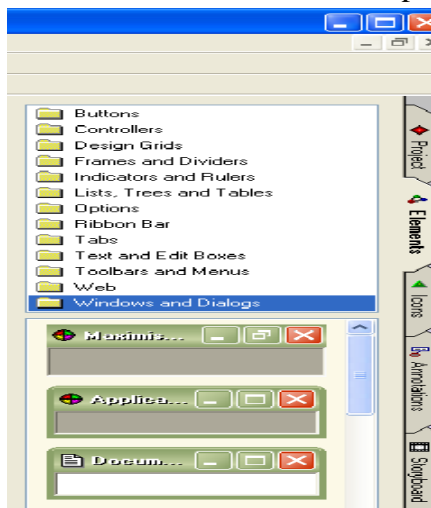 Buttons
Controllers
Design Grids
Frames and Dividers
Indicators and Rulers
Lists, Trees and Tables
Options
Ribbon Bar
Tabs
Text and Edit Boxes
Toolbars and Menus
Web
Windows and Dialogs
Maximis...
Applica...
Docum...
Project
Elements
Icons
Annotations
Storyboard